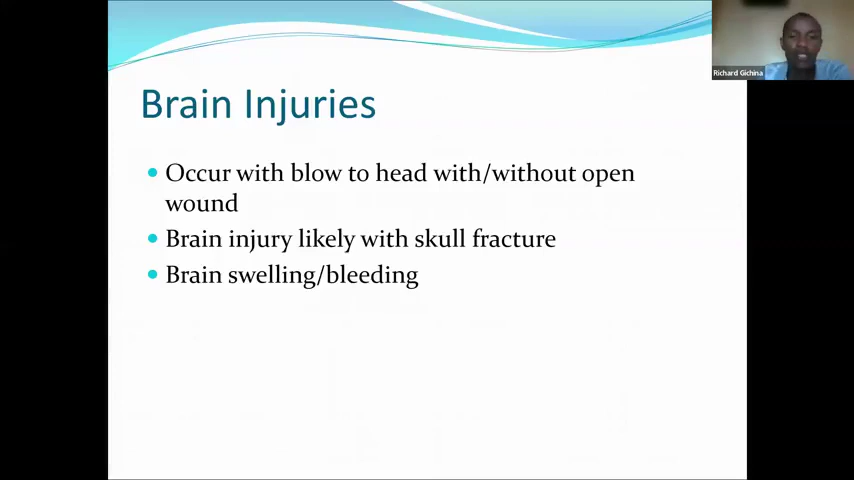 Richard Gichina
Brain Injuries
Occur with blow to head with/without open
wound
Brain injury likely with skull fracture
Brain swelling/bleeding